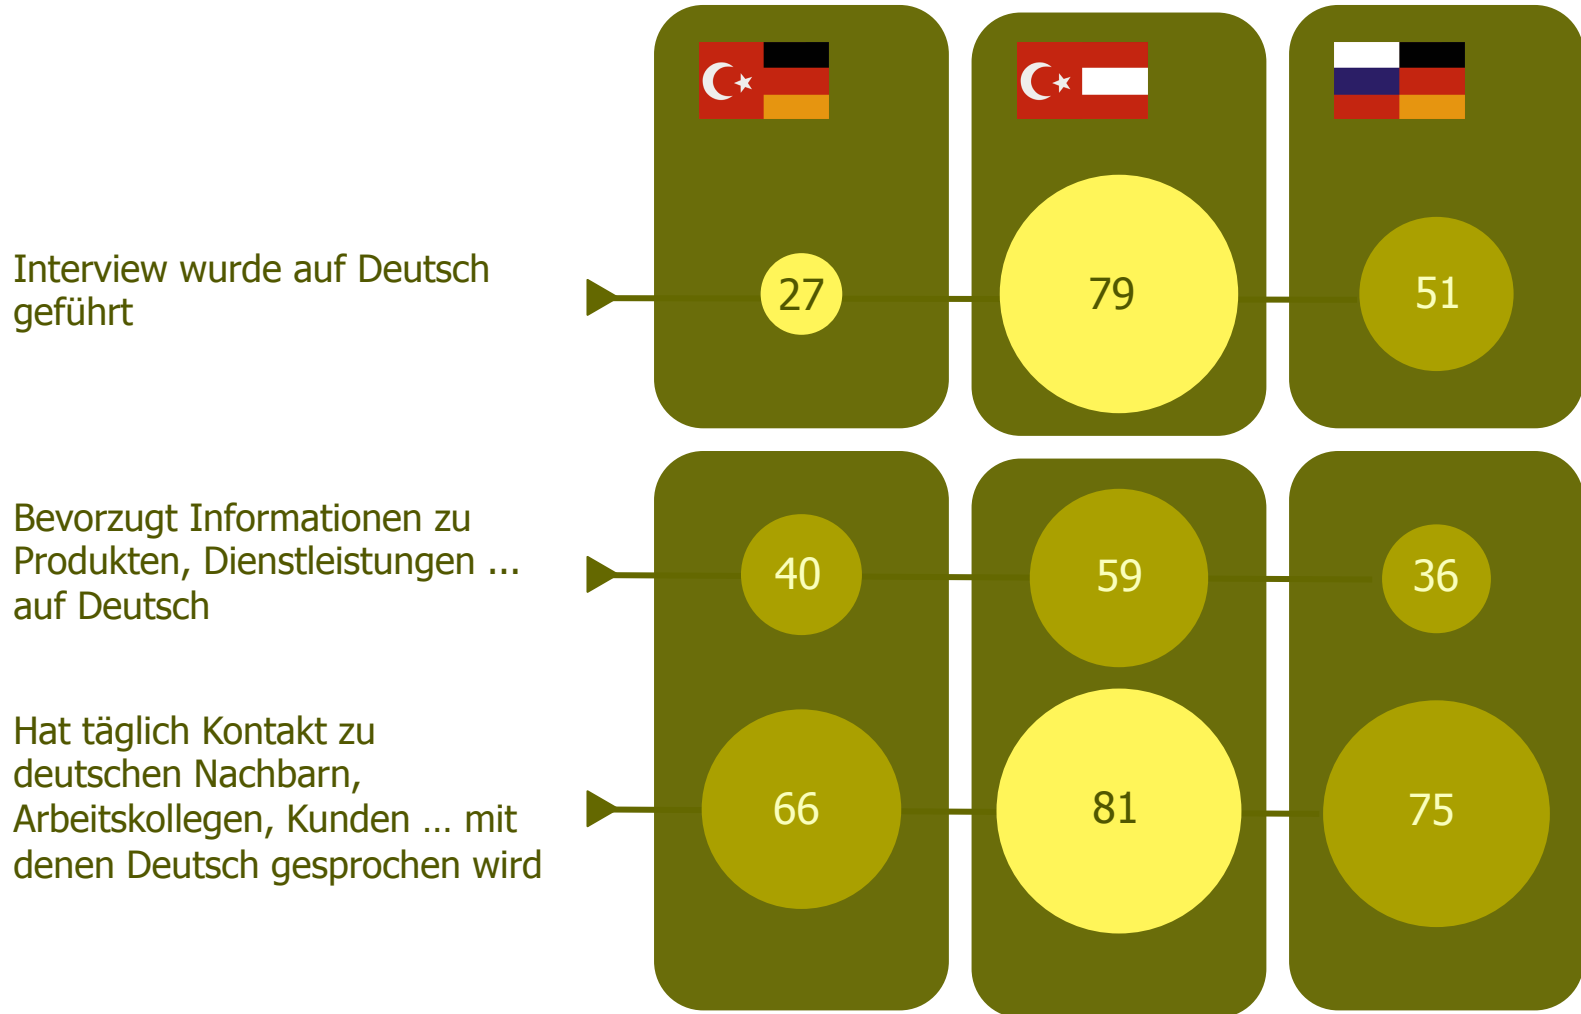 Interview wurde auf Deutsch
geführt
27
79
51
Bevorzugt Informationen zu
Produkten, Dienstleistungen ...
auf Deutsch
40
59
36
Hat täglich Kontakt zu
deutschen Nachbarn,
Arbeitskollegen, Kunden … mit
denen Deutsch gesprochen wird
66
81
75